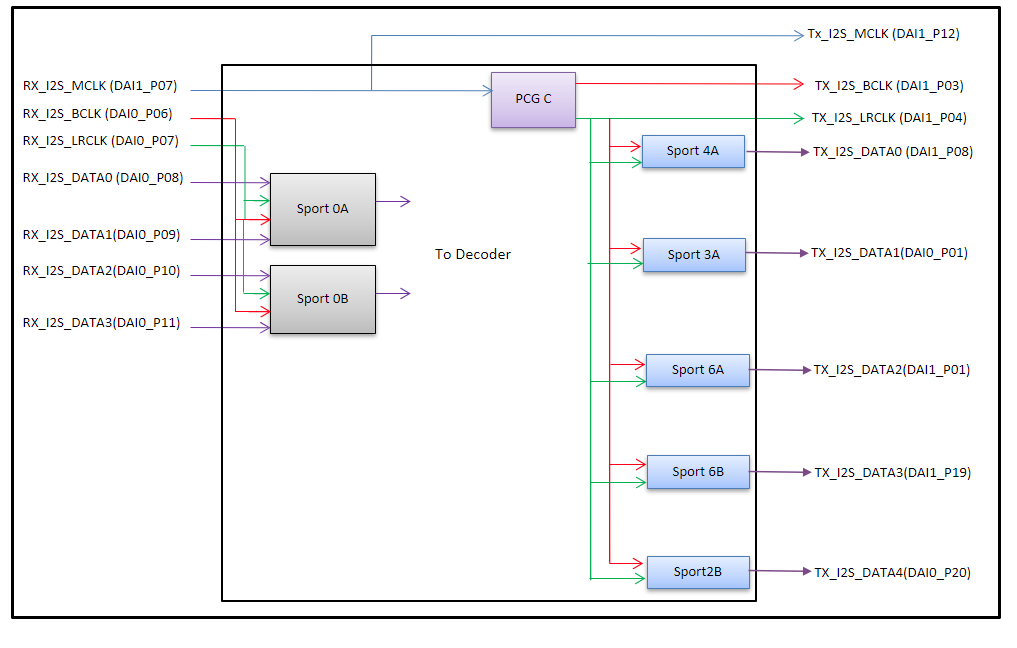 Tx_I2S_MCLK (DAI1_P12)
RX_I2S_MCLK (DAI1_P07)
PCG C
TX_I2S_BCLK (DAI1_P03)
RX_I2S_BCLK (DAI0_P06)
TX_I2S_LRCLK (DAI1_P04)
RX_I2S_LRCLK (DAI0_P07)
Sport 4A
TX_I2S_DATA0 (DAI1_P08)
RX_I2S_DATA0 (DAI0_P08)
Sport 0A
RX_I2S_DATA1(DAI0_P09)
To Decoder
Sport 3A
TX_I2S_DATA1(DAI0_P01)
RX_I2S_DATA2(DAI0_P10)
Sport 0B
RX_I2S_DATA3(DAI0_P11)
Sport 6A
TX_I2S_DATA2(DAI1_P01)
Sport 6B
TX_I2S_DATA3(DAI1_P19)
Sport2B
TX_I2S_DATA4(DAI0_P20)